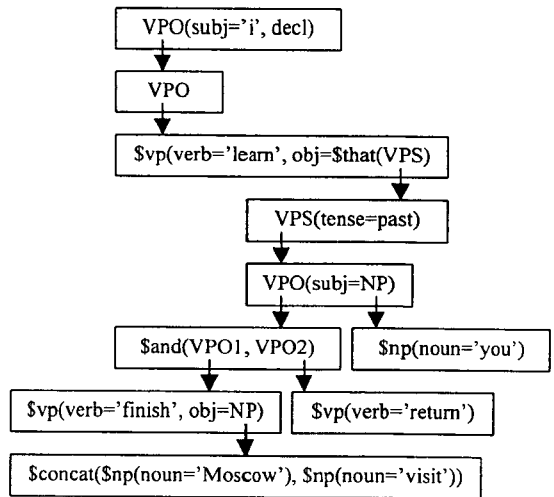 VPO(subj='i', decl)
VPO
$vp(verb='learn', obj=$that(VPS)
VPS(tense=past)
VPO(subj=NP)
$and(VPO1, VPO2)
$np(noun='you')
$vp(verb='finish', obj=NP)
$vp(verb='return')
$concat($np(noun='Moscow'), $np(noun='visit'))